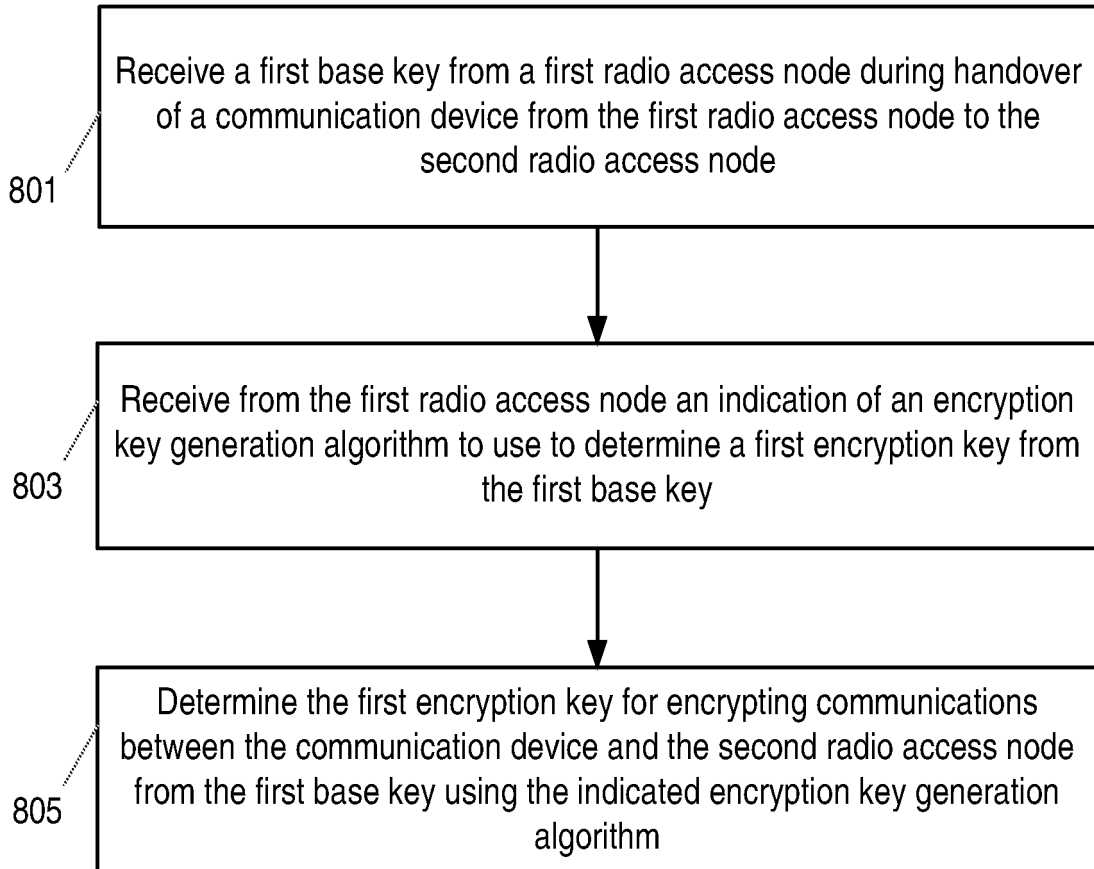 Receive a first base key from a first radio access node during handover
of a communication device from the first radio access node to the
second radio access node
801
Receive from the first radio access node an indication of an encryption
key generation algorithm to use to determine a first encryption key from
the first base key
803
Determine the first encryption key for encrypting communications
between the communication device and the second radio access node
from the first base key using the indicated encryption key generation
algorithm
805